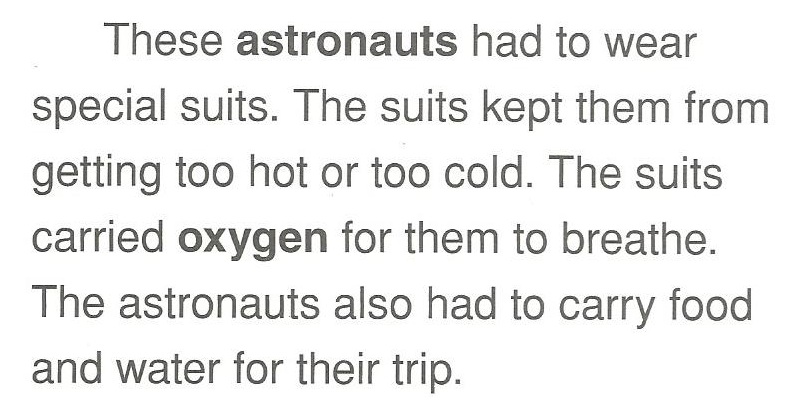 These astronauts had to wear
special suits. The suits kept them from
getting too hot or too cold. The suits
carried oxygen for them to breathe.
The astronauts also had to carry food
and water for their trip.